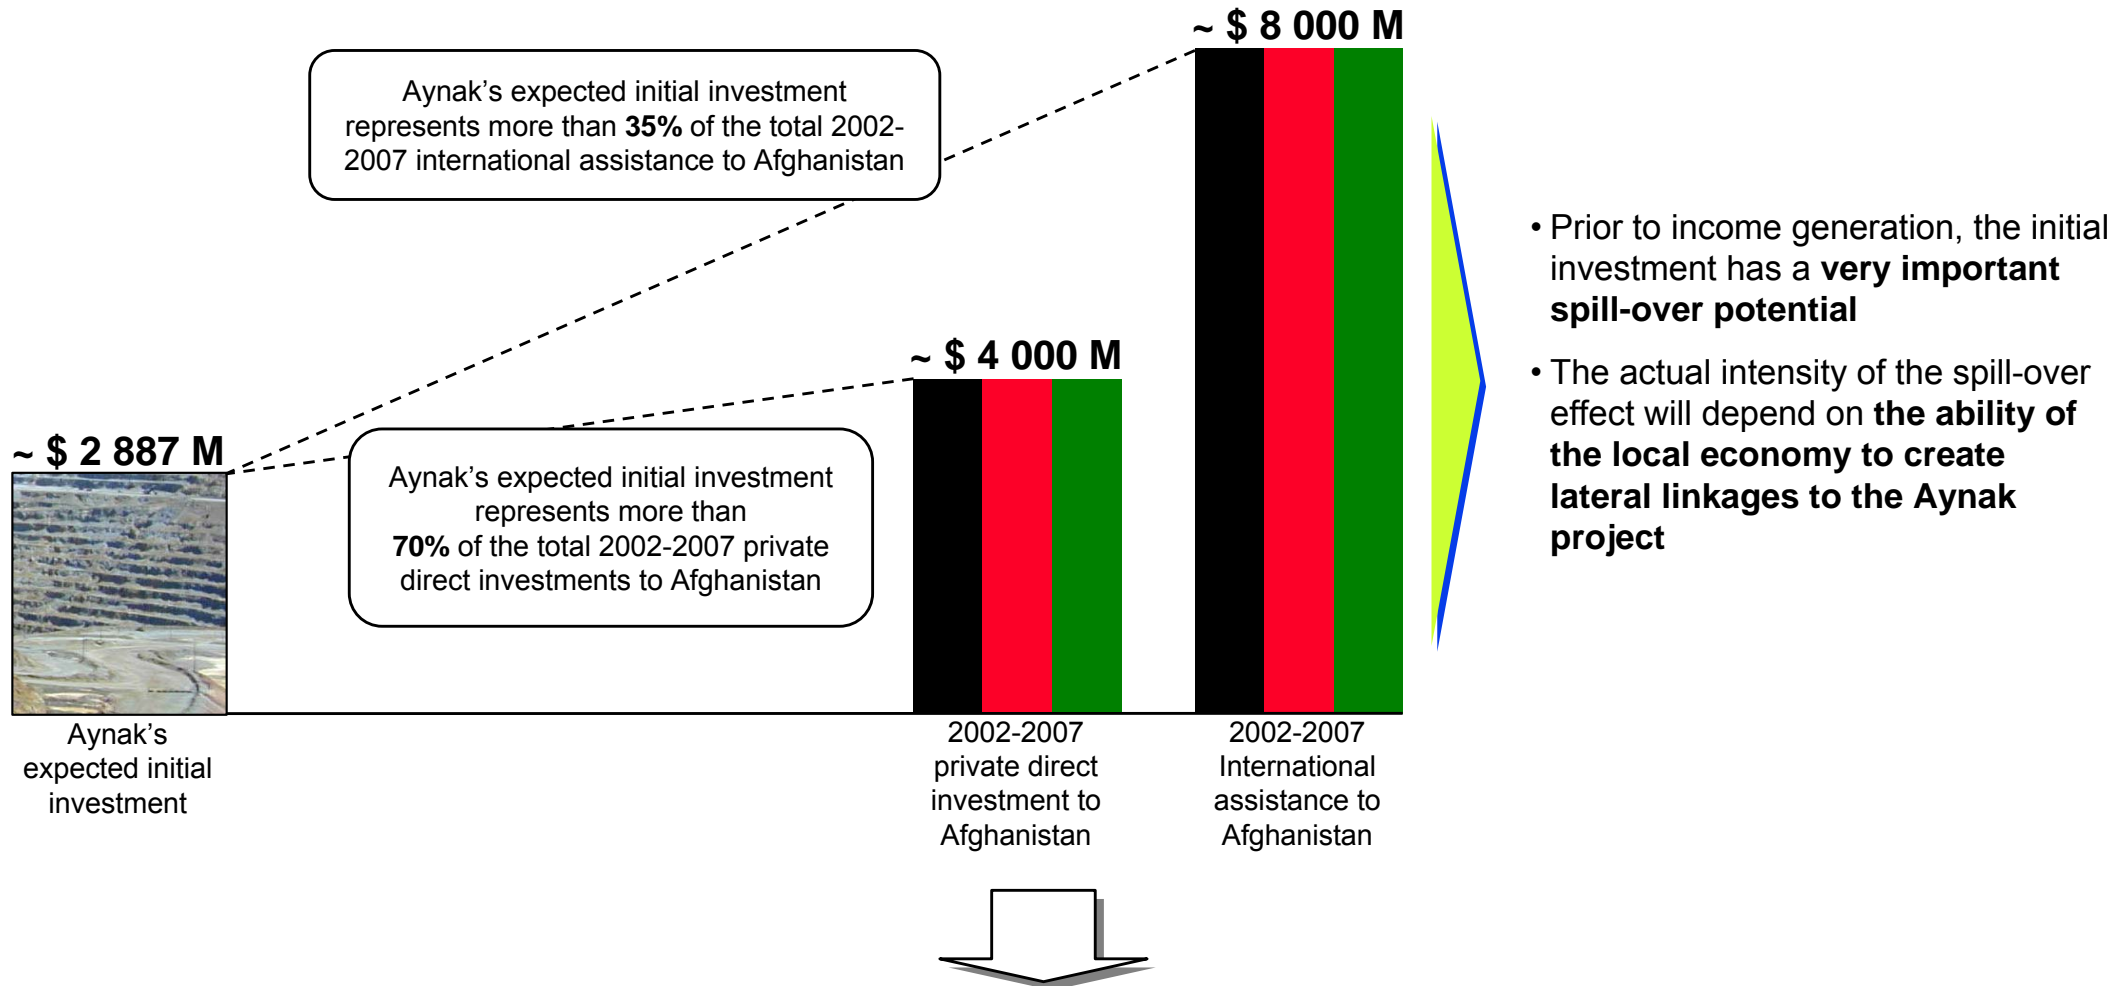 ~ $ 8 000 M
Aynak’s expected initial investment
represents more than 35% of the total 2002-
2007 international assistance to Afghanistan
~ $ 4 000 M
~ $ 2 887 M
Aynak’s expected initial investment
represents more than
70% of the total 2002-2007 private
direct investments to Afghanistan
Aynak’s
expected initial
investment
2002-2007
private direct
investment to
Afghanistan
2002-2007
International
assistance to
Afghanistan
• Prior to income generation, the initial
investment has a very important
spill-over potential
• The actual intensity of the spill-over
effect will depend on the ability of
the local economy to create
lateral linkages to the Aynak
project